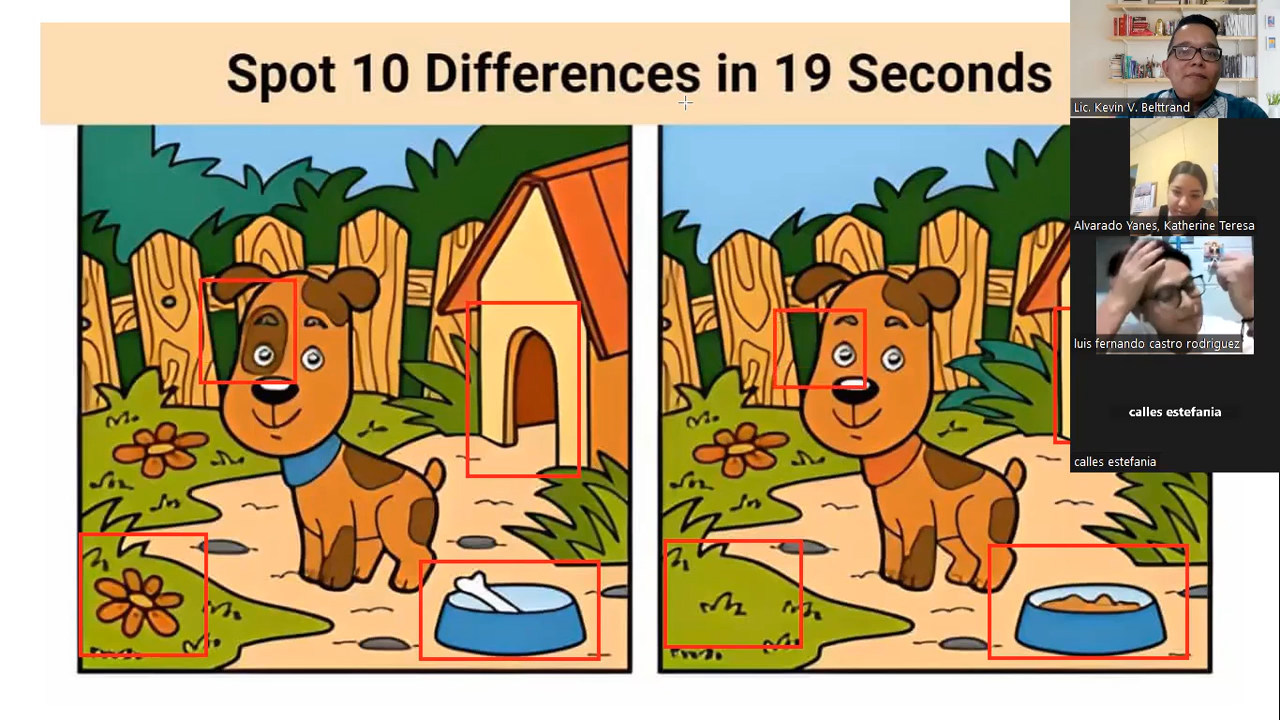 Spot 10 Differences in 19 Seconds
Lic. Kevin V. Belttrand
Alvarado Yanes, Katherine Teresa
luis fernando castro rodriguez
calles estefania
calles estefania